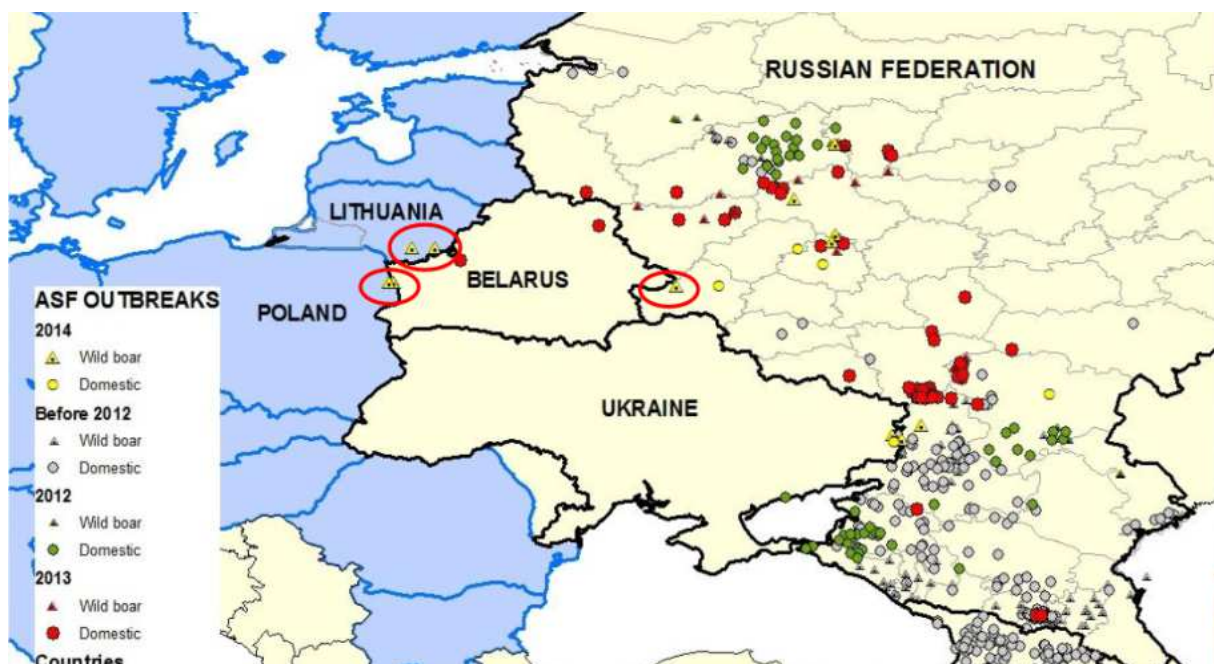 RUSSIAN FEDERATION
LITHUANIA
BELARUS
POLAND
UKRAINE
ASF OUTBREAKS
2014
Wild boar
Domestic
Before 2012
Wild boar
Domestic
2012
Wild boar
Domestic
2013
Wild boar
Domestic
Countries